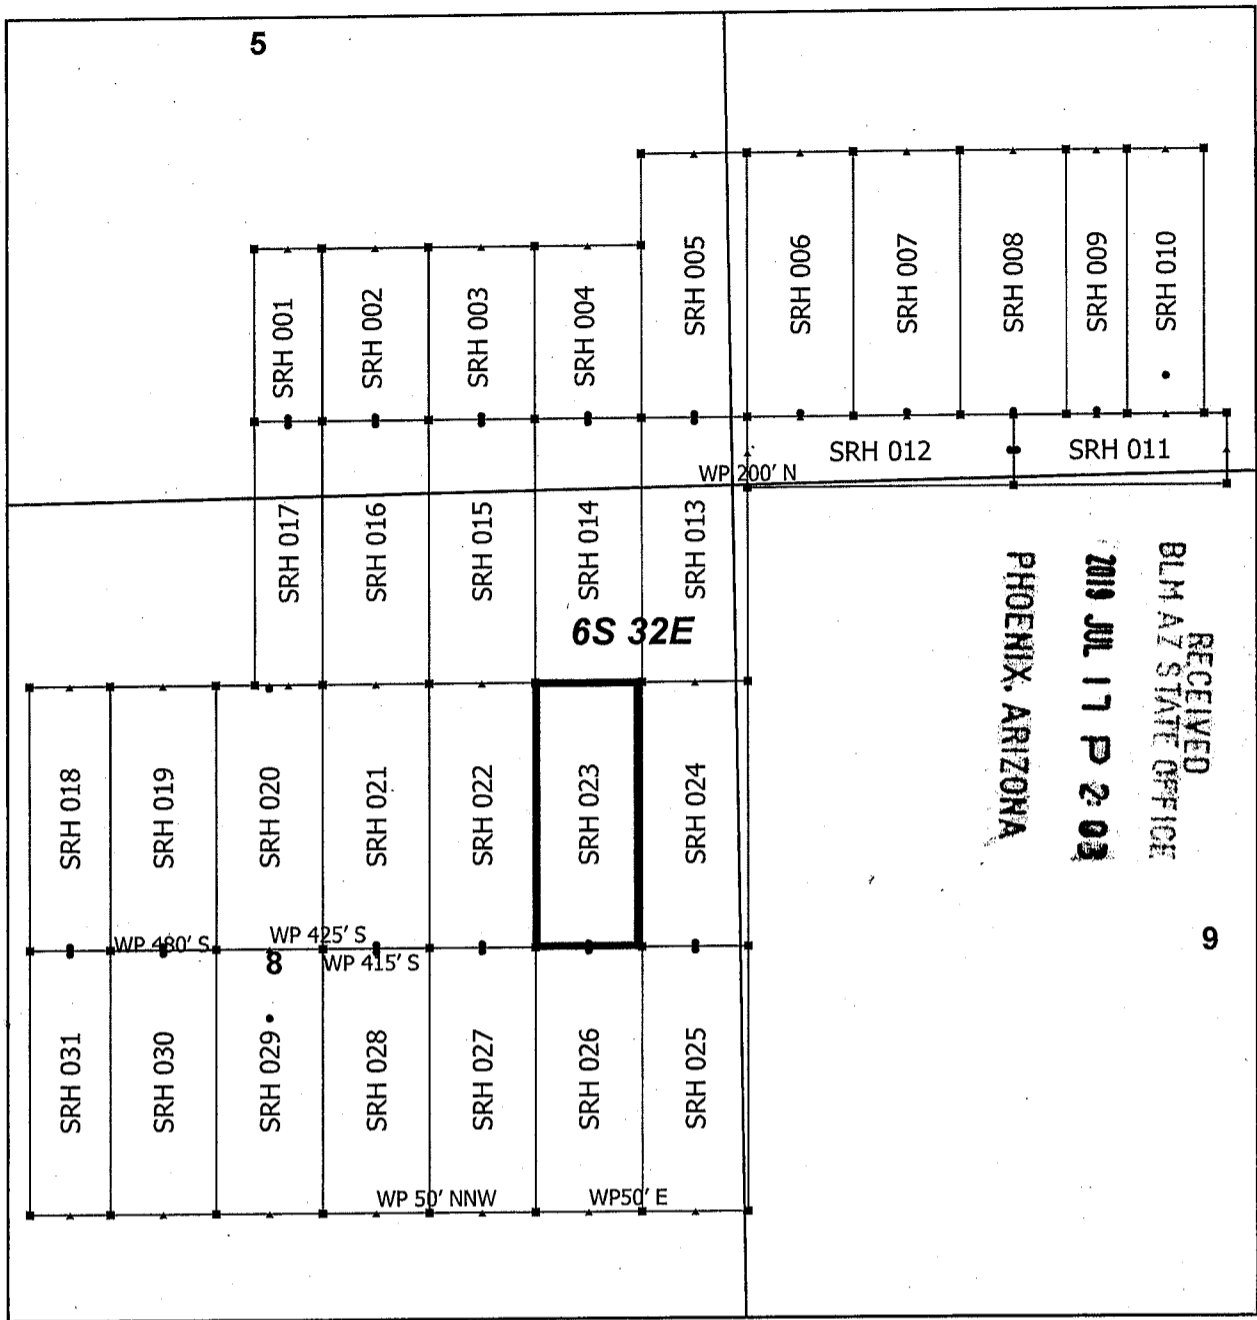 5
SRH 001
SRH 002
SRH 003
SRH 004
SRH 005
SRH 006
SRH 007
SRH 008
SRH 009
SRH 010
SRH 012
SRH 011
WP 200' N
SRH 017
SRH 016
SRH 015
SRH 014
SRH 013
6S 32E
RECEIVED
BLM AZ STATE OFFICE
2019 JUL 17 P 2:03
PHOENIX, ARIZONA
SRH 018
SRH 019
SRH 020
SRH 021
SRH 022
SRH 023
SRH 024
WP 480' S
WP 425' S
WP 415' S
8
9
SRH 031
SRH 030
SRH 029
SRH 028
SRH 027
SRH 026
SRH 025
WP 50' NNW
WP50' E